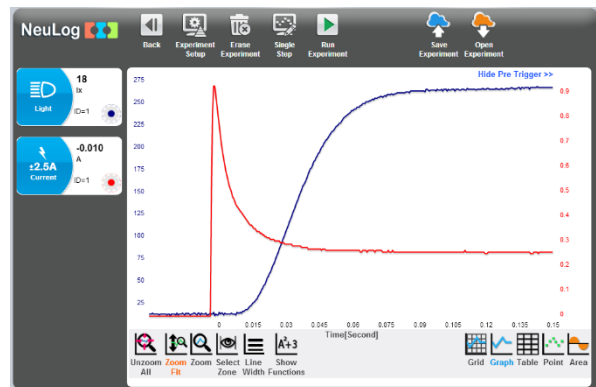 NeuLog
Back
Experiment Setup
Erase Experiment
Single Step
Run Experiment
Save Experiment
Open Experiment
18
lx
Light
ID=1
-0.010
A
±2.5A
Current
ID=1
Hide Pre Trigger >>
275
250
225
200
175
150
125
100
75
50
25
0.9
0.8
0.7
0.6
0.5
0.4
0.3
0.2
0.1
0
0 0.015 0.03 0.045 0.06 0.075 0.09 0.105 0.12 0.135 0.15
Time[Second]
Unzoom All
Zoom Fit
Zoom
Select Zone
Line Width
A²+3
Show Functions
Grid
Graph
Table
Point
Area